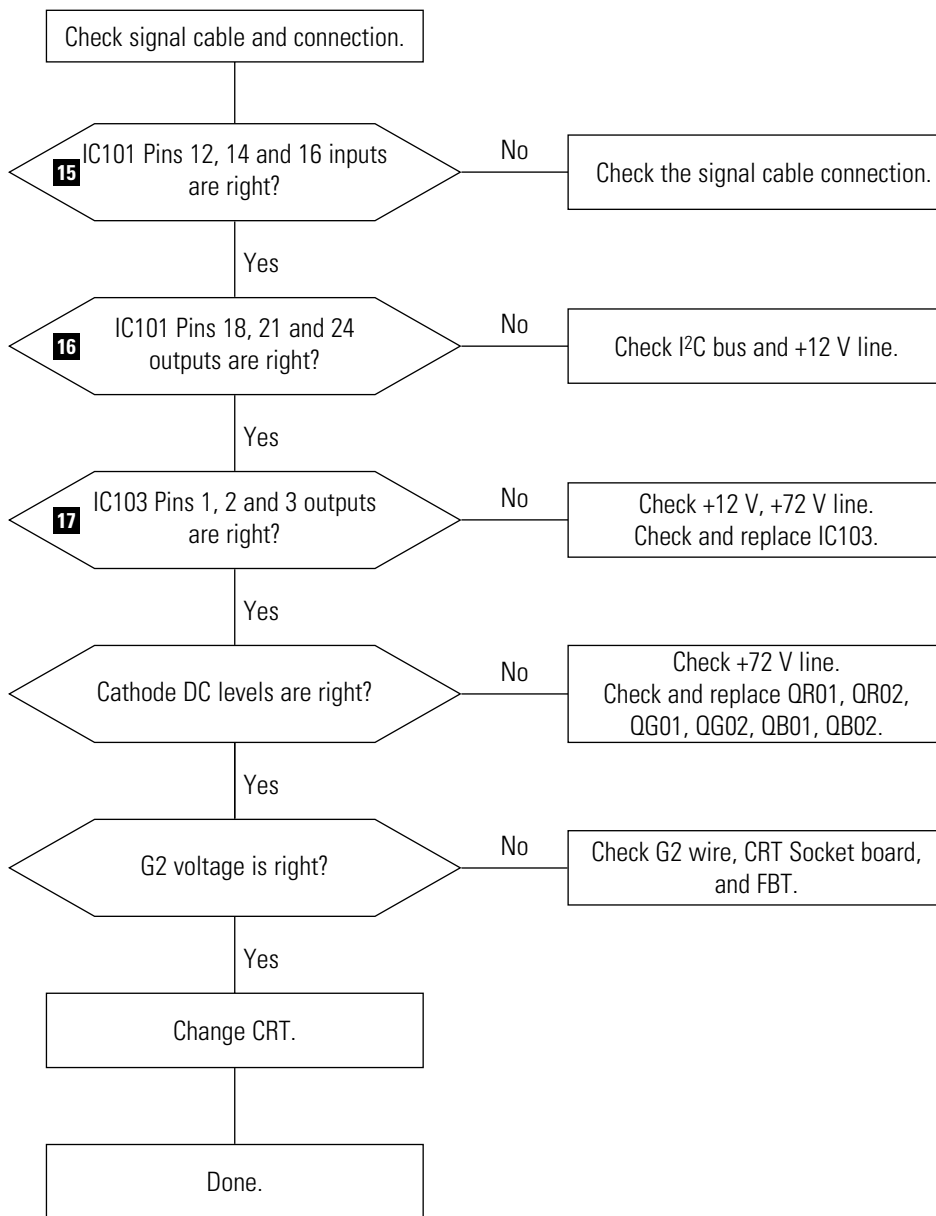 Check signal cable and connection.
15
IC101 Pins 12, 14 and 16 inputs
are right?
No
Check the signal cable connection.
Yes
16
IC101 Pins 18, 21 and 24
outputs are right?
No
Check I²C bus and +12 V line.
Yes
17
IC103 Pins 1, 2 and 3 outputs
are right?
No
Check +12 V, +72 V line.
Check and replace IC103.
Yes
Cathode DC levels are right?
No
Check +72 V line.
Check and replace QR01, QR02,
QG01, QG02, QB01, QB02.
Yes
G2 voltage is right?
No
Check G2 wire, CRT Socket board,
and FBT.
Yes
Change CRT.
Done.